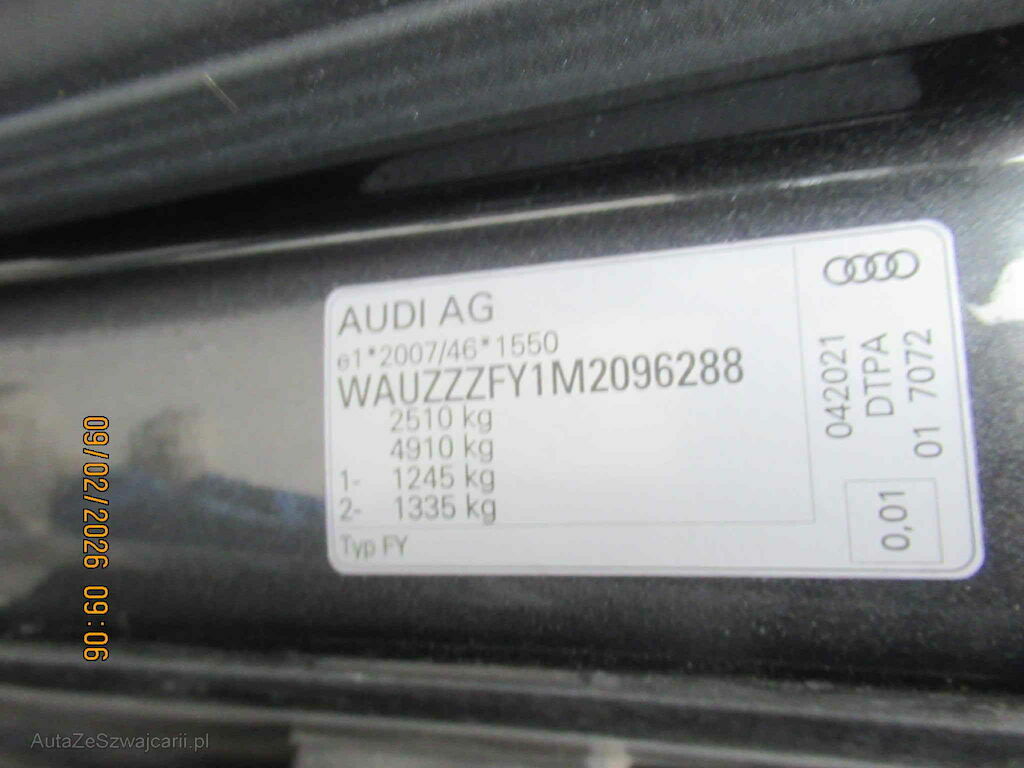 AUDI AG
e1*2007/46*1550
WAUZZZFY1M2096288
2510 kg
4910 kg
1- 1245 kg
2- 1335 kg
Typ FY
042021
DTPA
01 7072
0,01
09/02/2026 09:06
AutaZeSzwajcarii.pl